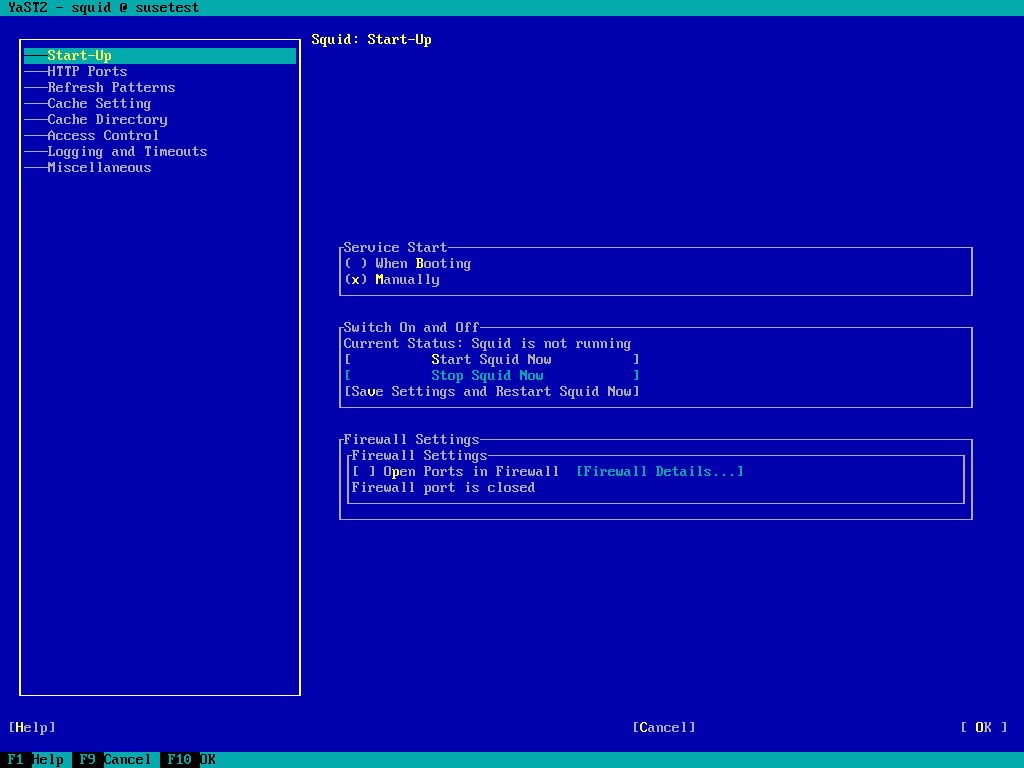 YaST2 - squid @ susetest
Squid: Start-Up
Start-Up
HTTP Ports
Refresh Patterns
Cache Setting
Cache Directory
Access Control
Logging and Timeouts
Miscellaneous
Service Start
( ) When Booting
(x) Manually
Switch On and Off
Current Status: Squid is not running
[ Start Squid Now ]
[ Stop Squid Now ]
[Save Settings and Restart Squid Now]
Firewall Settings
Firewall Settings
[ ] Open Ports in Firewall [Firewall Details...]
Firewall port is closed
[Help] [Cancel] [ OK ]
F1 Help F9 Cancel F10 OK